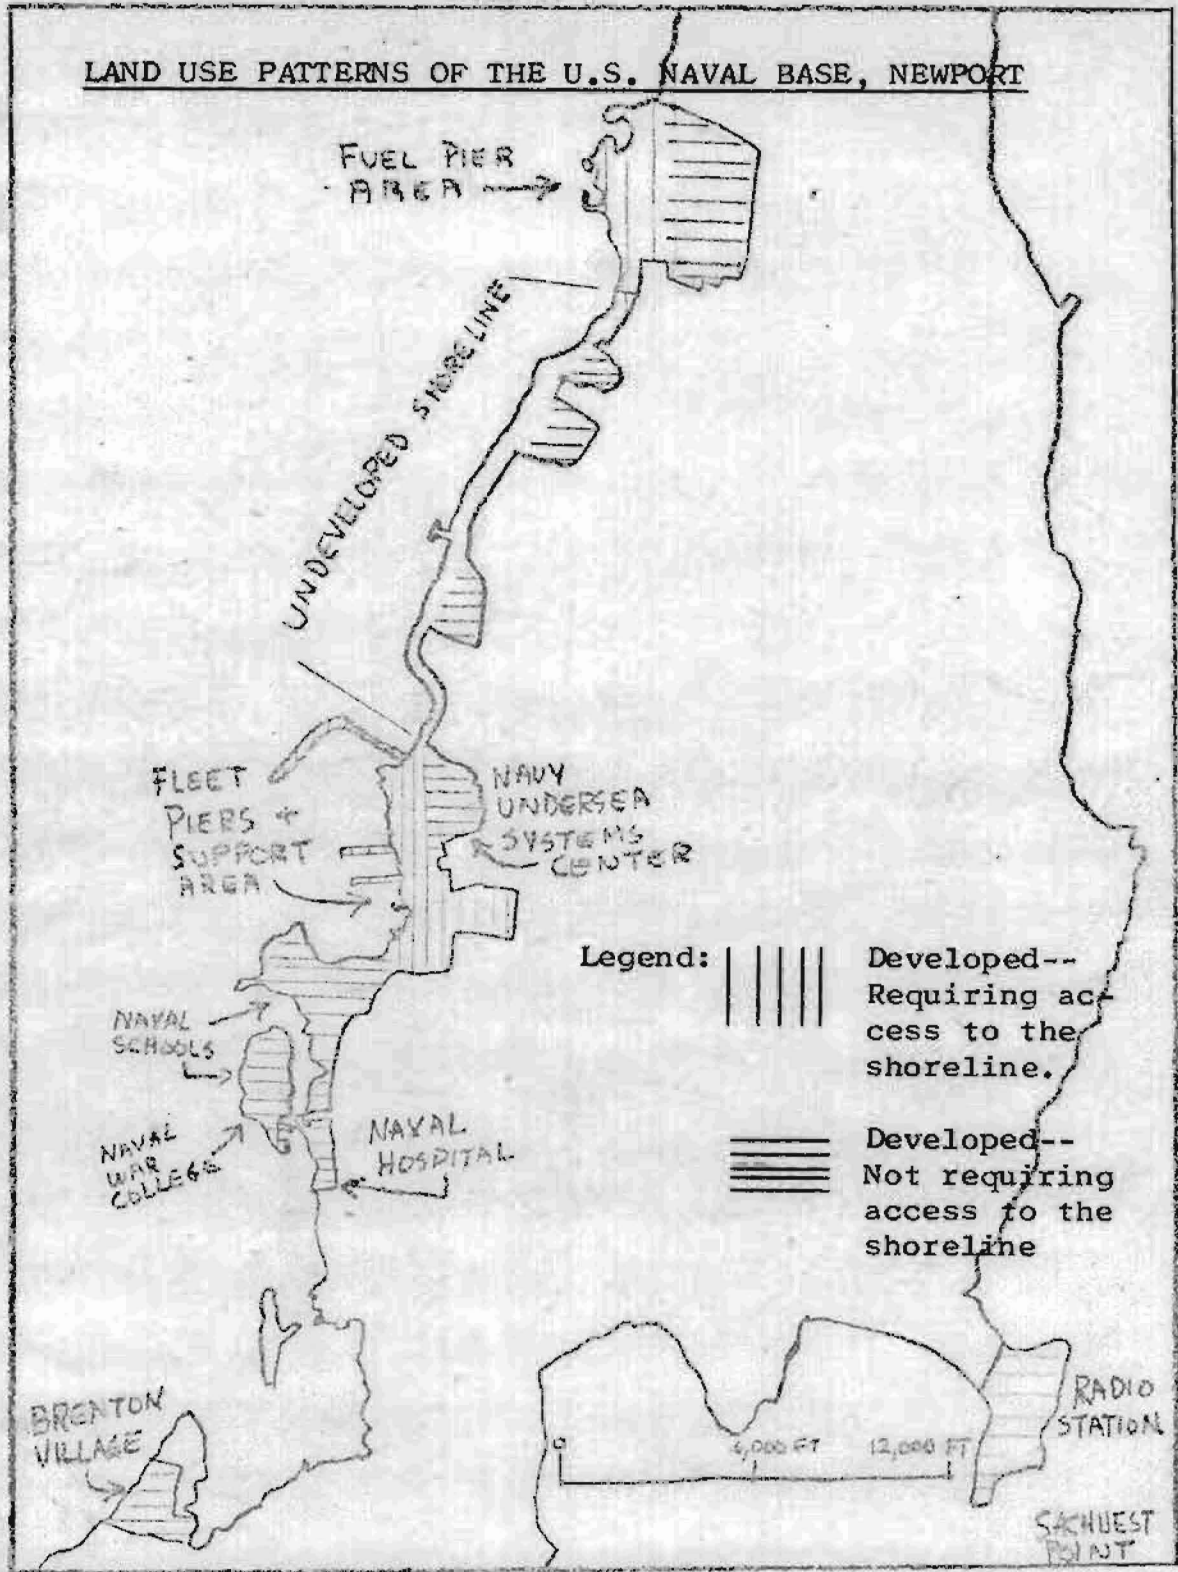 LAND USE PATTERNS OF THE U.S. NAVAL BASE, NEWPORT
FUEL PIER
AREA
UNDEVELOPED SHORELINE
FLEET
PIERS +
SUPPORT
AREA
NAVY
UNDERSEA
SYSTEMS
CENTER
Legend:
Developed--
Requiring ac-
cess to the
shoreline.
NAVAL
SCHOOLS
NAVAL
WAR
COLLEGE
NAVAL
HOSPITAL
Developed--
Not requiring
access to the
shoreline
BRENTON
VILLAGE
RADIO
STATION
0 6,000 FT 12,000 FT
SACHUEST
POINT